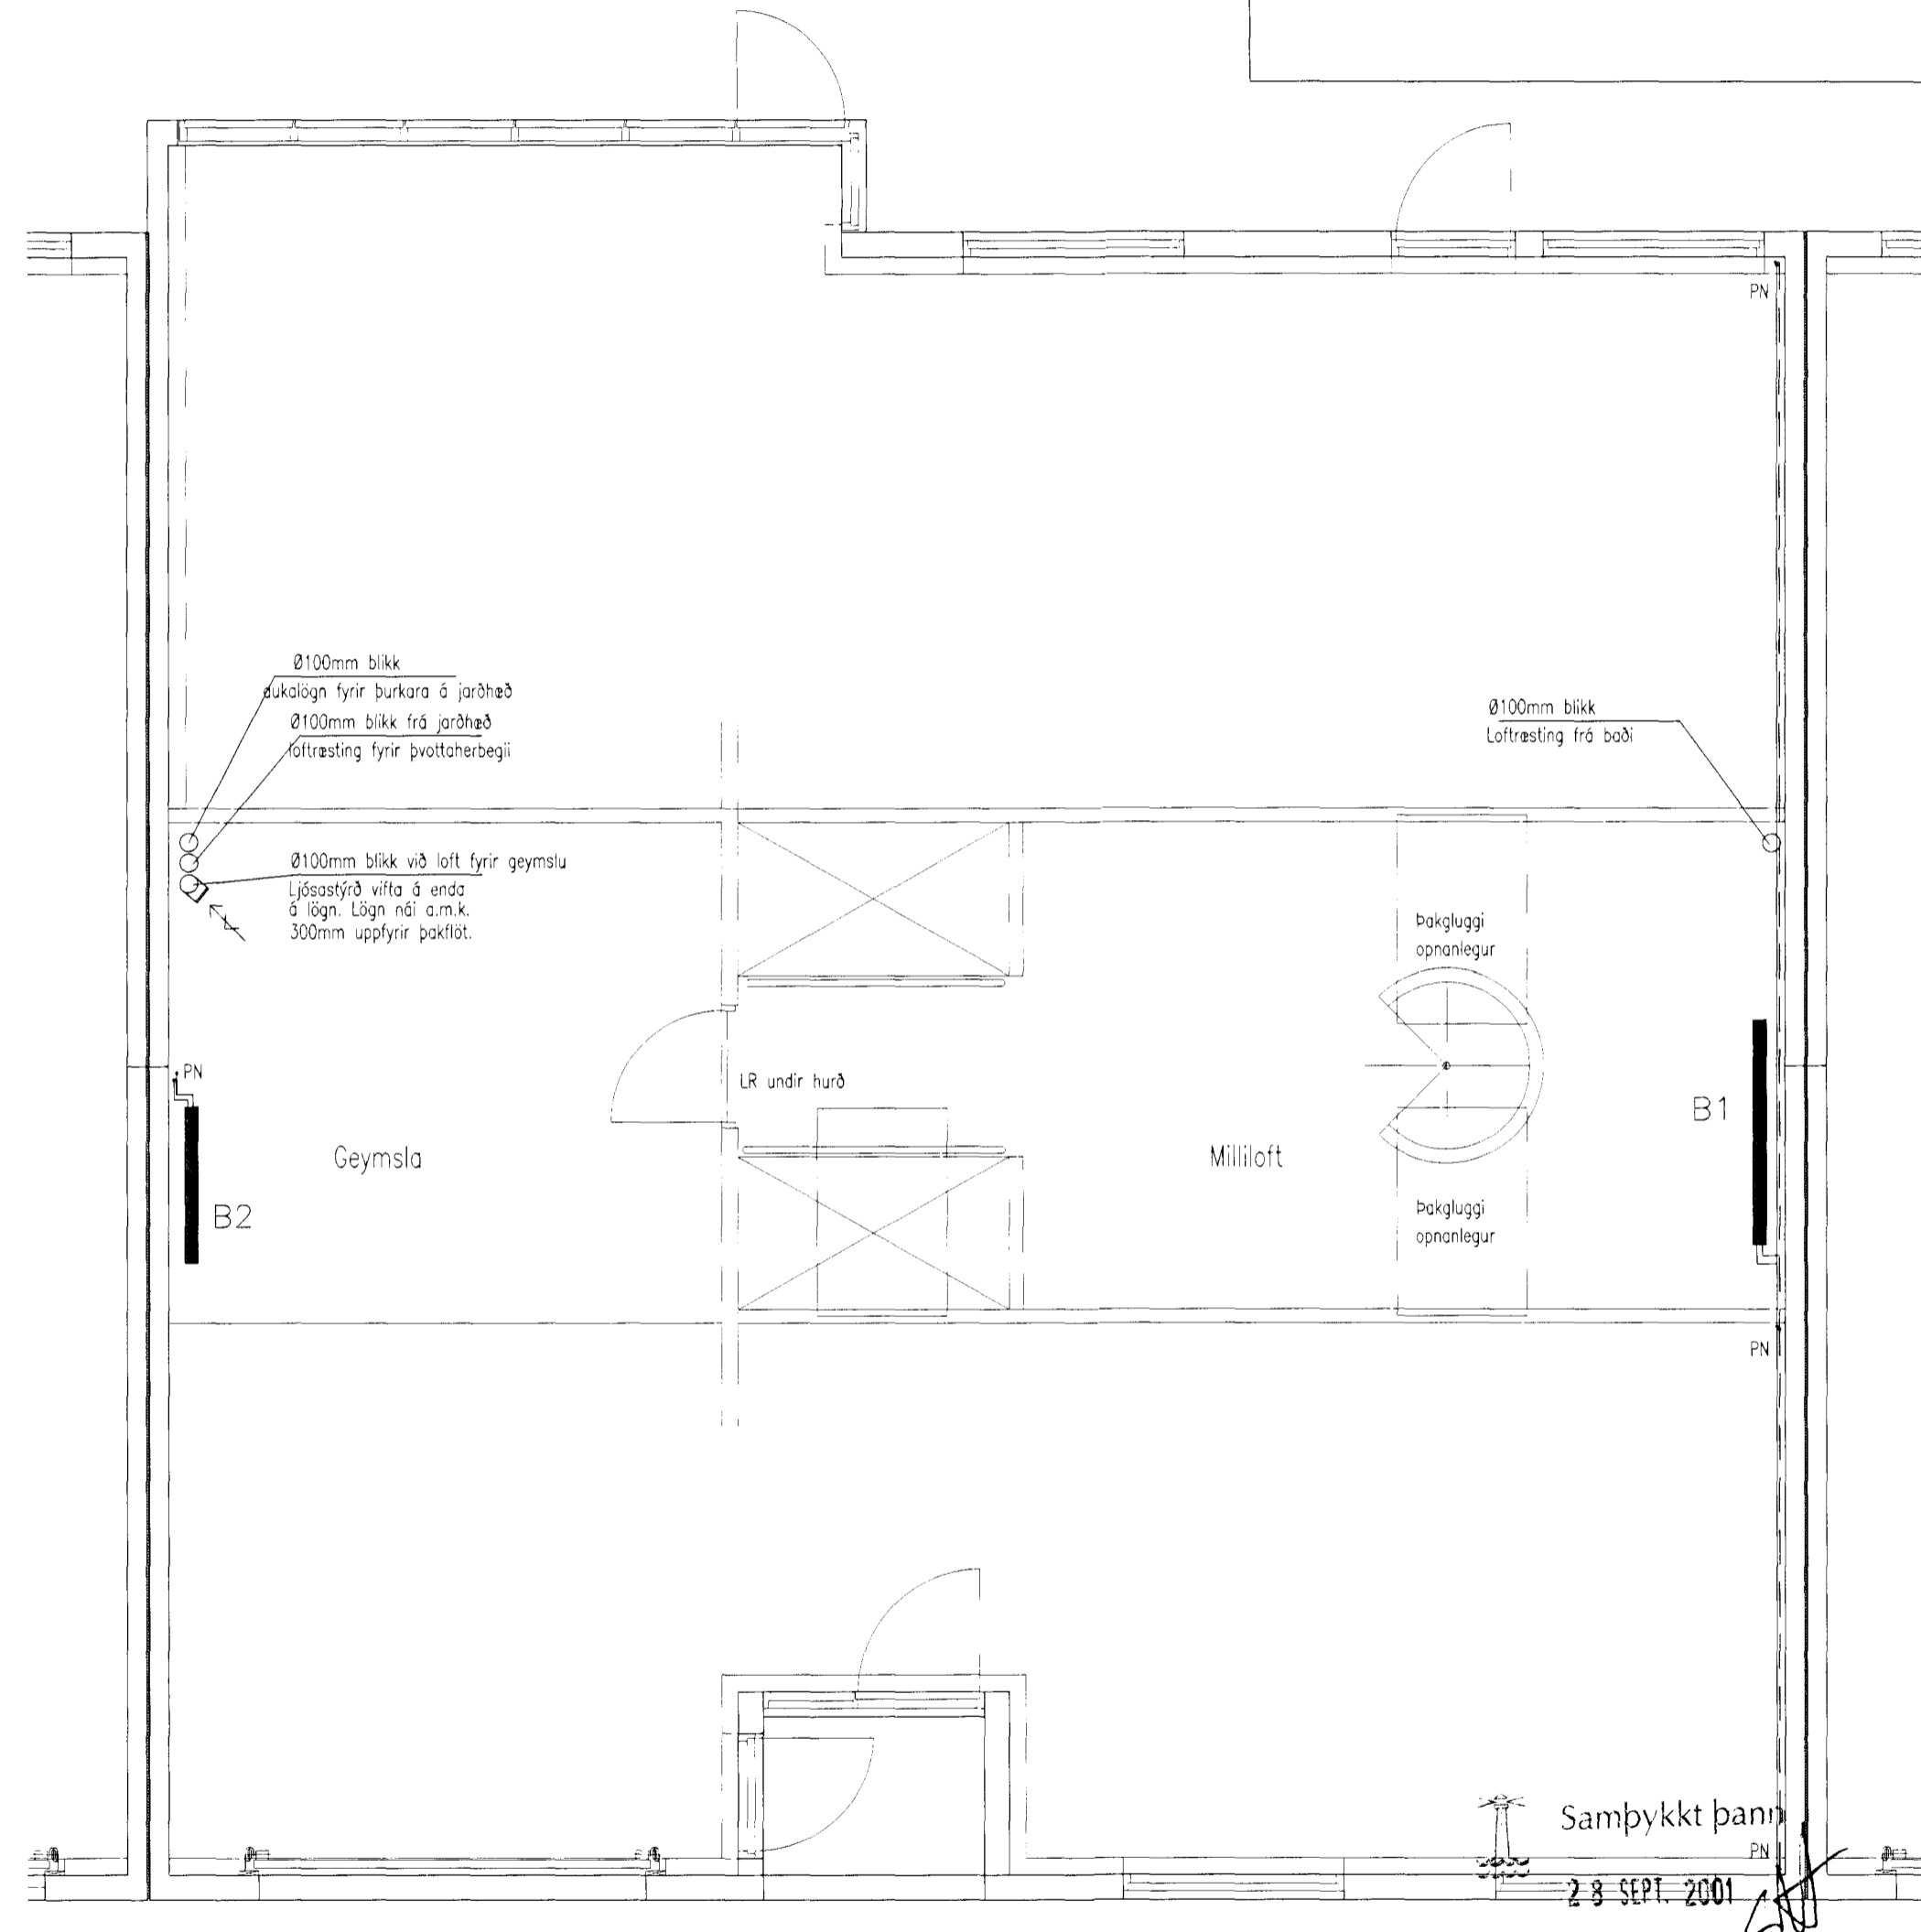 PN
Ø100mm blikk
aukalögn fyrir þurkara á jarðhæð
Ø100mm blikk frá jarðhæð
loftræsting fyrir þvottaherbegii
Ø100mm blikk
Loftræsting frá baði
Ø100mm blikk við loft fyrir geymslu
Ljósastýrð vifta á enda
á lögn. Lögn nái a.m.k.
300mm uppfyrir þakflöt.
Þakgluggi
opnanlegur
PN
LR undir hurð
B1
Geymsla
Milliloft
B2
Þakgluggi
opnanlegur
PN
Samþykkt þann
PN
28 SEPT. 2001